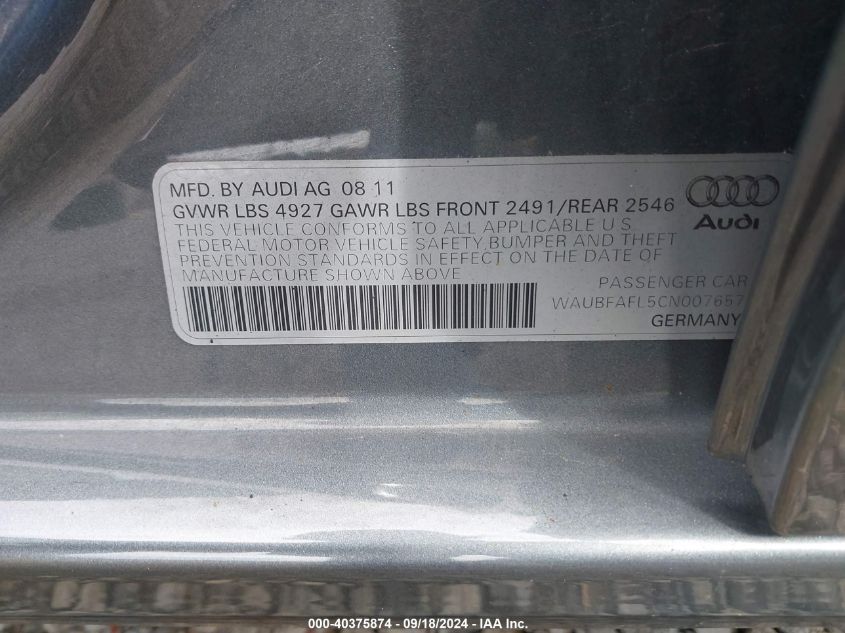 MFD. BY AUDI AG 08 11
GVWR LBS 4927 GAWR LBS FRONT 2491/REAR 2546
THIS VEHICLE CONFORMS TO ALL APPLICABLE U S
FEDERAL MOTOR VEHICLE SAFETY, BUMPER AND THEFT
PREVENTION STANDARDS IN EFFECT ON THE DATE OF
MANUFACTURE SHOWN ABOVE
Audi
PASSENGER CAR
WAUBFAFL5CN007657
GERMANY
000-40375874 / 09/18/2024 - IAA Inc.